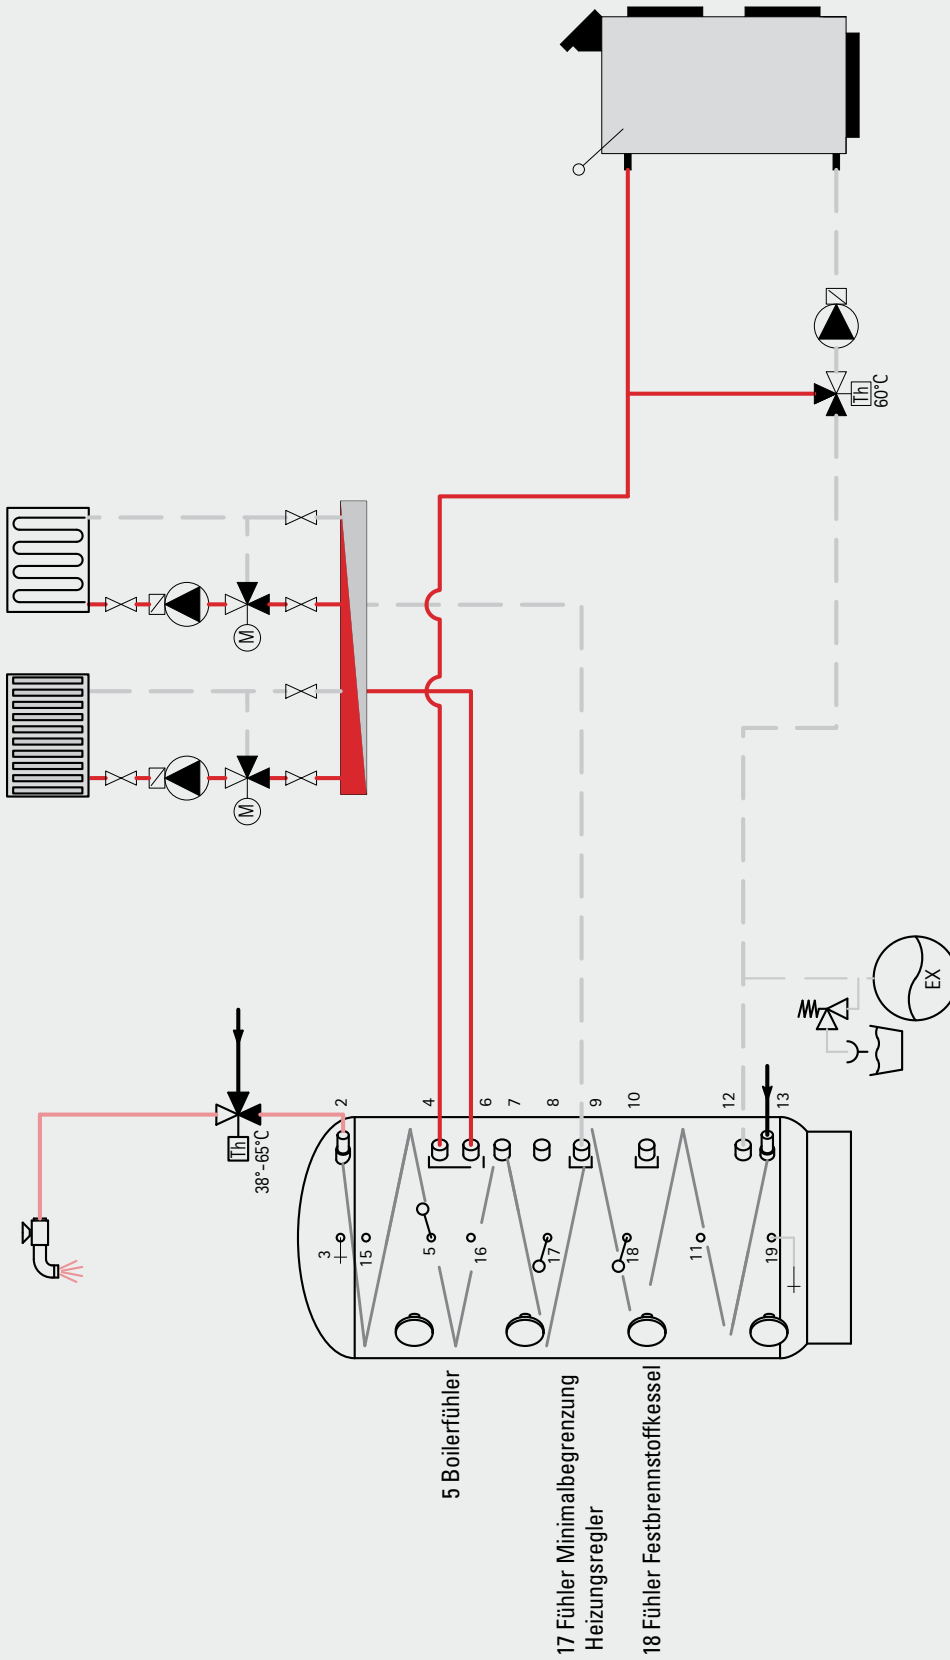 Th
60°C
M
M
EX
Th
38°-65°C
2
4
6
7
8
9
10
12
13
3
15
5
16
17
18
11
19
5 Boilerfühler
17 Fühler Minimalbegrenzung
Heizungsregler
18 Fühler Festbrennstoffkessel